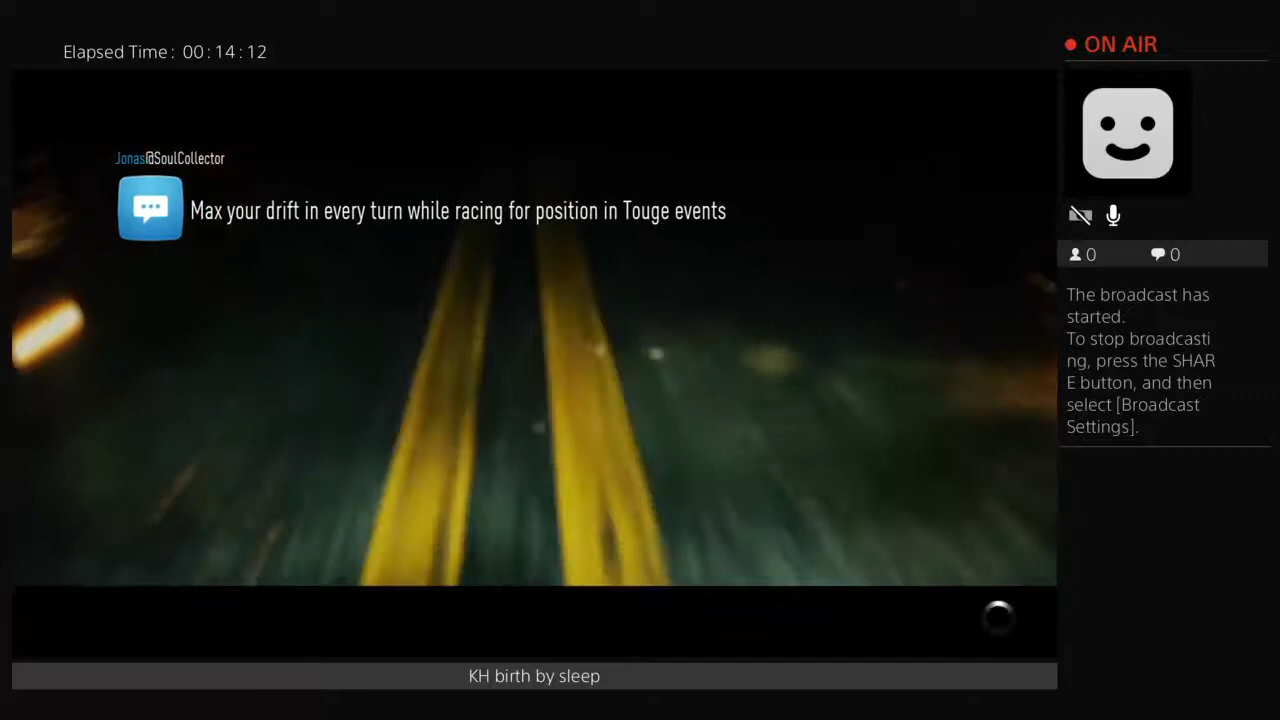 Elapsed Time: 00:14:12
ON AIR
Jonas@SoulCollector
Max your drift in every turn while racing for position in Touge events
0 0
The broadcast has
started.
To stop broadcasti
ng, press the SHAR
E button, and then
select [Broadcast
Settings].
KH birth by sleep